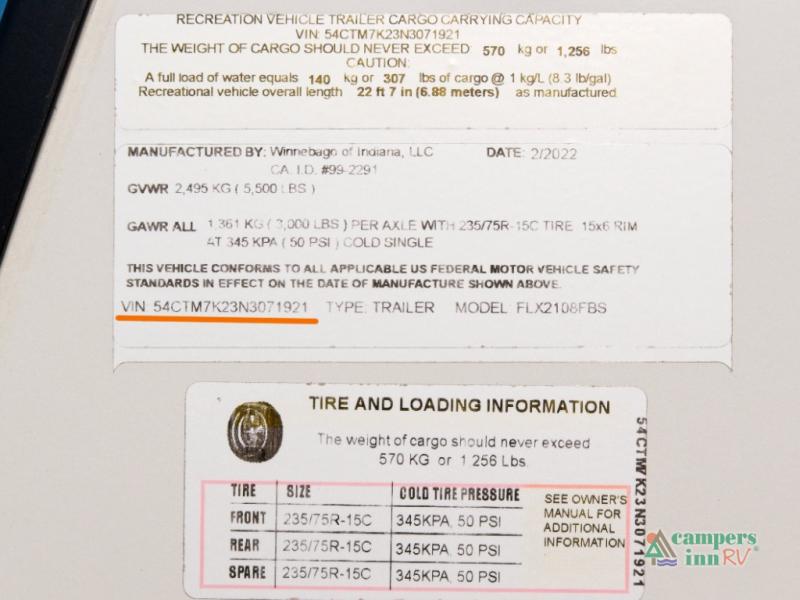 RECREATION VEHICLE TRAILER CARGO CARRYING CAPACITY
VIN: 54CTM7K23N3071921
THE WEIGHT OF CARGO SHOULD NEVER EXCEED 570 kg or 1,256 lbs
CAUTION:
A full load of water equals 140 kg or 307 lbs of cargo @ 1 kg/L (8.3 lb/gal)
Recreational vehicle overall length 22 ft 7 in (6.88 meters) as manufactured
MANUFACTURED BY: Winnebago of Indiana, LLC DATE: 2/2022
CA. I.D. #99-2291
GVWR 2,495 KG ( 5,500 LBS )
GAWR ALL 1,361 KG ( 3,000 LBS ) PER AXLE WITH 235/75R-15C TIRE 15x6 RIM
AT 345 KPA ( 50 PSI ) COLD SINGLE
THIS VEHICLE CONFORMS TO ALL APPLICABLE US FEDERAL MOTOR VEHICLE SAFETY
STANDARDS IN EFFECT ON THE DATE OF MANUFACTURE SHOWN ABOVE.
VIN: 54CTM7K23N3071921 TYPE: TRAILER MODEL: FLX2108FBS
TIRE AND LOADING INFORMATION
The weight of cargo should never exceed
570 KG or 1 256 Lbs.
TIRE SIZE COLD TIRE PRESSURE
FRONT 235/75R-15C 345KPA, 50 PSI
REAR 235/75R-15C 345KPA, 50 PSI
SPARE 235/75R-15C 345KPA, 50 PSI
SEE OWNER'S
MANUAL FOR
ADDITIONAL
INFORMATION
54CTM7K23N3071921
campers
inn RV®